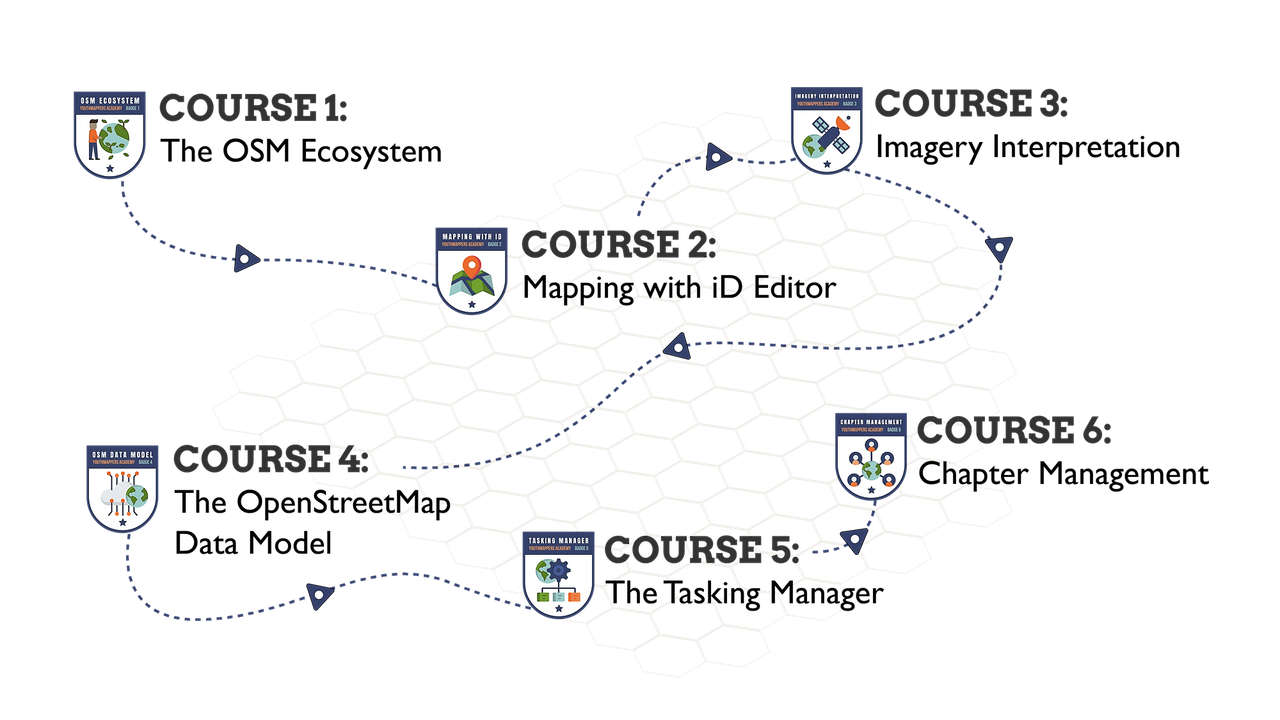 OSM ECOSYSTEM
YOUTHMAPPERS ACADEMY BADGE 1
COURSE 1:
The OSM Ecosystem
MAPPING WITH ID
YOUTHMAPPERS ACADEMY BADGE 2
COURSE 2:
Mapping with iD Editor
IMAGERY INTERPRETATION
YOUTHMAPPERS ACADEMY BADGE 3
COURSE 3:
Imagery Interpretation
OSM DATA MODEL
YOUTHMAPPERS ACADEMY BADGE 4
COURSE 4:
The OpenStreetMap
Data Model
TASKING MANAGER
YOUTHMAPPERS ACADEMY BADGE 5
COURSE 5:
The Tasking Manager
CHAPTER MANAGEMENT
YOUTHMAPPERS ACADEMY BADGE 6
COURSE 6:
Chapter Management